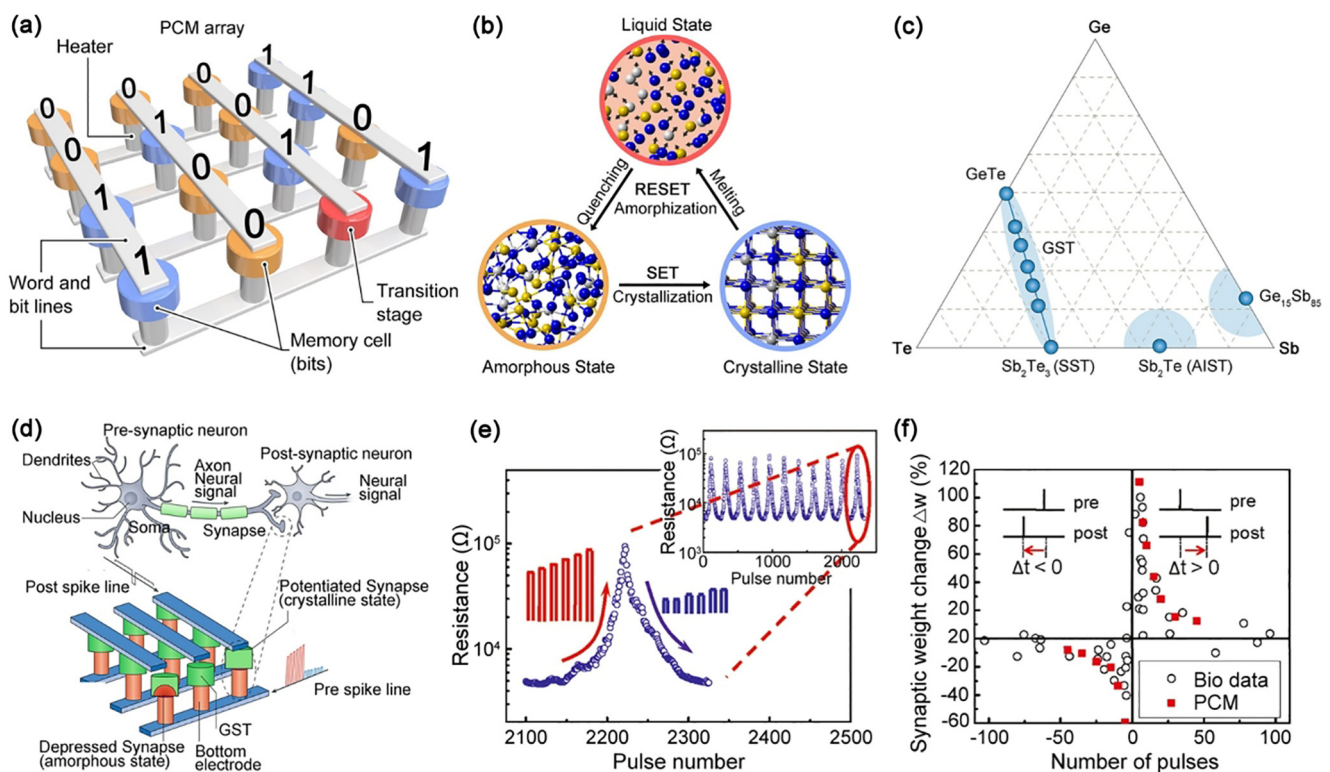 (a)
PCM array
Heater
0 0 0 1
0 1 1 1
1 0 1 0
1 0 1
Word and
bit lines
Memory cell
(bits)
Transition
stage
(b)
Liquid State
Quenching
RESET
Amorphization
Melting
SET
Crystallization
Amorphous State
Crystalline State
(c)
Ge
GeTe
GST
Ge15Sb85
Te
Sb
Sb2Te3 (SST)
Sb2Te (AIST)
(d)
Pre-synaptic neuron
Dendrites
Axon
Neural
signal
Post-synaptic neuron
Neural
signal
Nucleus
Soma
Synapse
Post spike line
Potentiated Synapse
(crystalline state)
Pre spike line
GST
Depressed Synapse
(amorphous state)
Bottom
electrode
(e)
Resistance (Ω)
10^5
10^4
2100 2200 2300 2400 2500
Pulse number
Resistance (Ω)
10^5
10^4
10^3
0 1000 2000
Pulse number
(f)
Synaptic weight change Δw (%)
120
100
80
60
40
20
20
-20
-40
-60
pre
post
Δt < 0
pre
post
Δt > 0
Bio data
PCM
-100 -50 0 50 100
Number of pulses